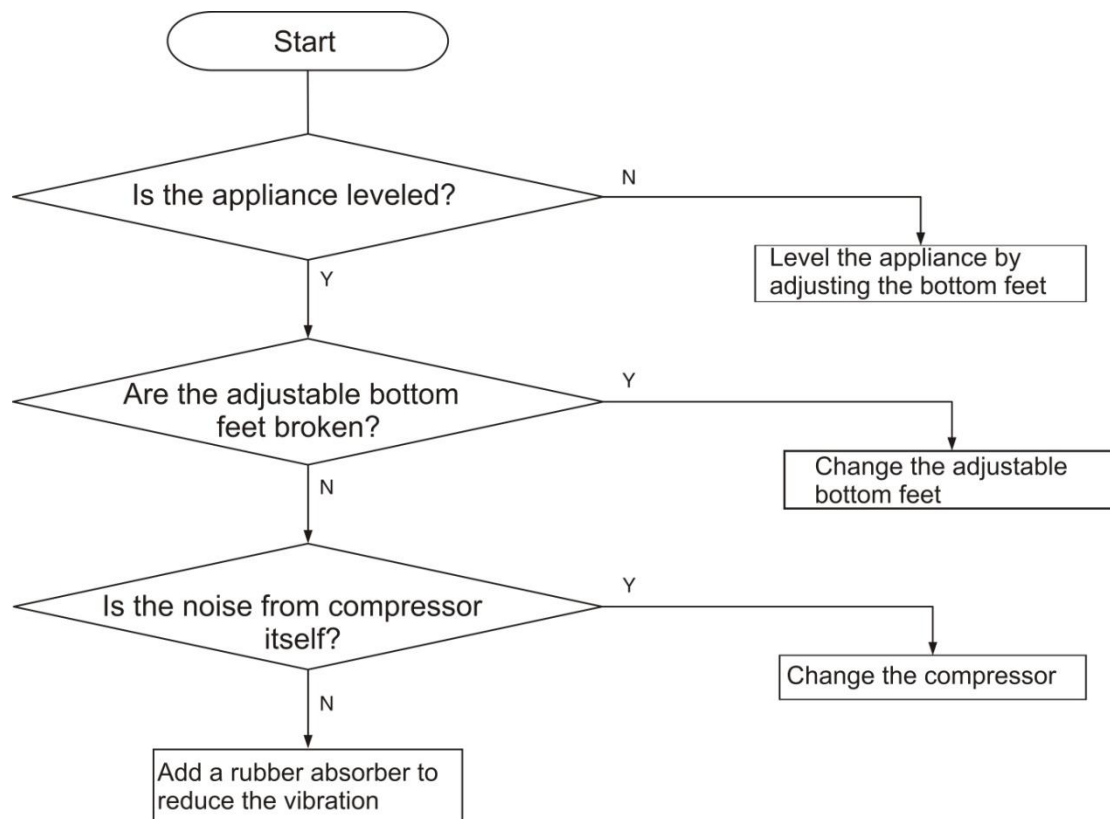 Start
Is the appliance leveled?
N
Level the appliance by
adjusting the bottom feet
Y
Are the adjustable bottom
feet broken?
Y
Change the adjustable
bottom feet
N
Is the noise from compressor
itself?
Y
Change the compressor
N
Add a rubber absorber to
reduce the vibration